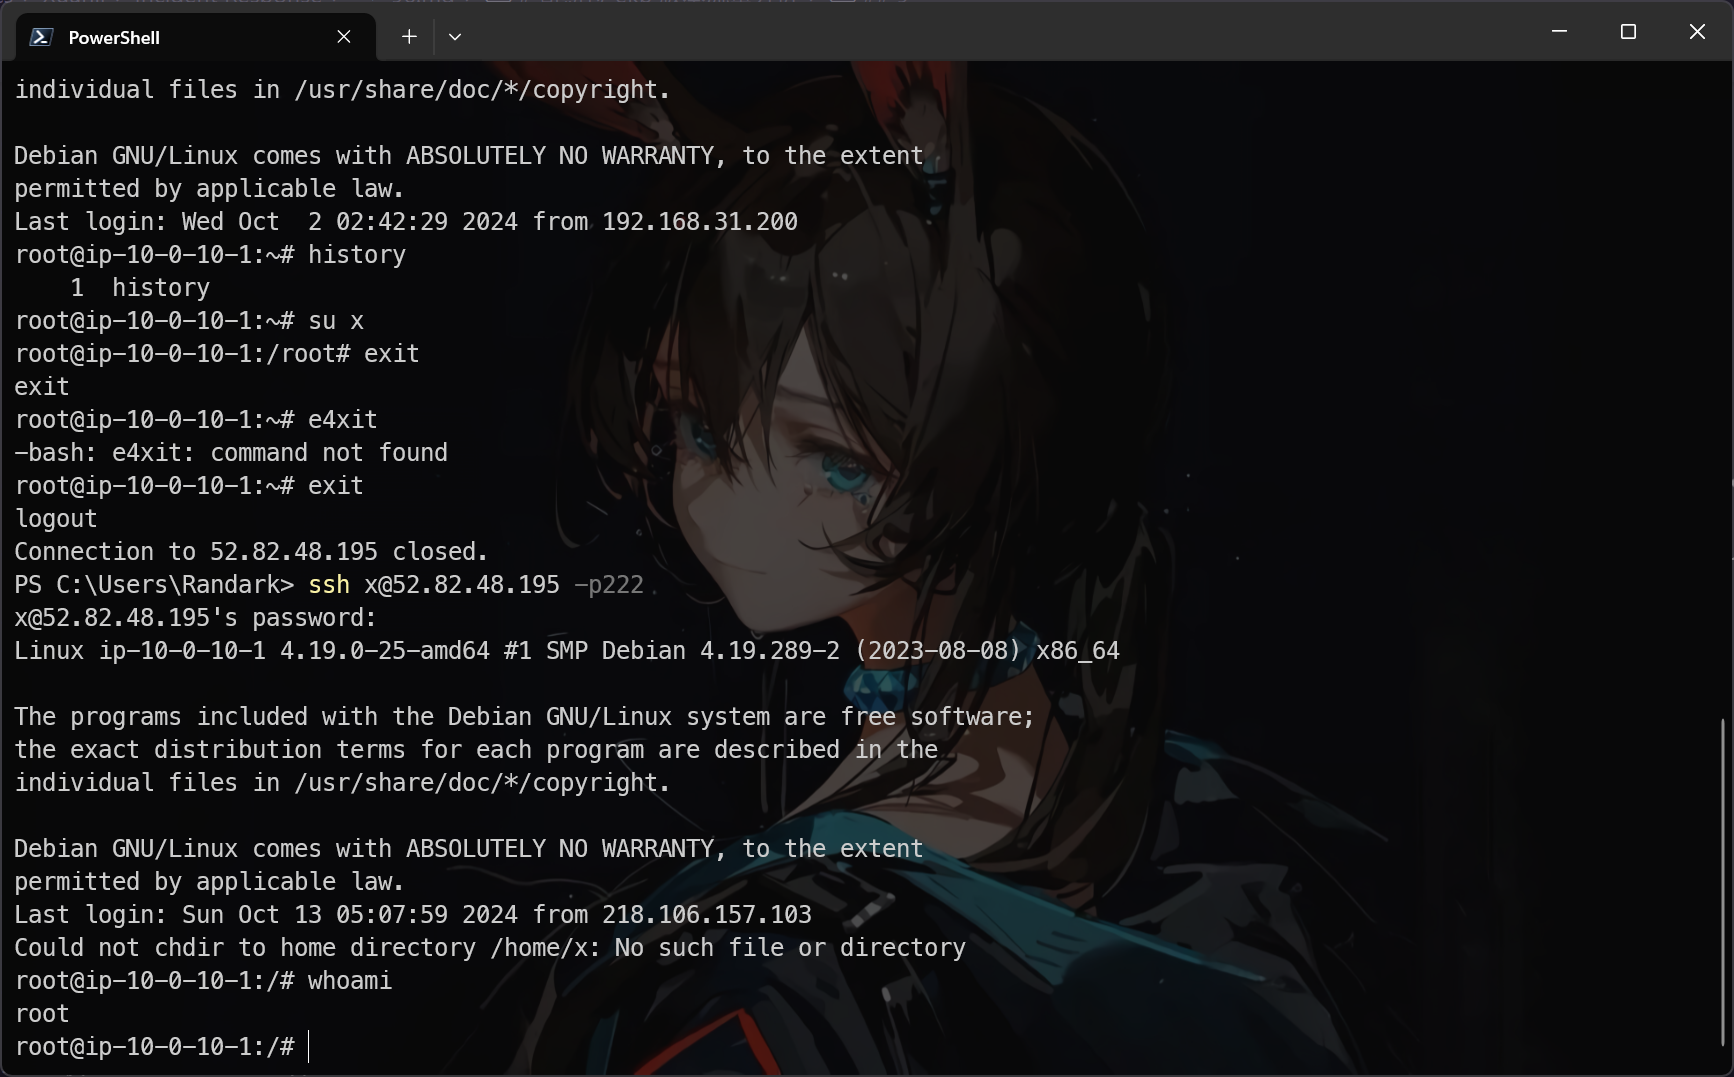 PowerShell
individual files in /usr/share/doc/*/copyright.
Debian GNU/Linux comes with ABSOLUTELY NO WARRANTY, to the extent
permitted by applicable law.
Last login: Wed Oct  2 02:42:29 2024 from 192.168.31.200
root@ip-10-0-10-1:~# history
    1  history
root@ip-10-0-10-1:~# su x
root@ip-10-0-10-1:/root# exit
exit
root@ip-10-0-10-1:~# e4xit
-bash: e4xit: command not found
root@ip-10-0-10-1:~# exit
logout
Connection to 52.82.48.195 closed.
PS C:\Users\Randark> ssh x@52.82.48.195 -p222
x@52.82.48.195's password:
Linux ip-10-0-10-1 4.19.0-25-amd64 #1 SMP Debian 4.19.289-2 (2023-08-08) x86_64
The programs included with the Debian GNU/Linux system are free software;
the exact distribution terms for each program are described in the
individual files in /usr/share/doc/*/copyright.
Debian GNU/Linux comes with ABSOLUTELY NO WARRANTY, to the extent
permitted by applicable law.
Last login: Sun Oct 13 05:07:59 2024 from 218.106.157.103
Could not chdir to home directory /home/x: No such file or directory
root@ip-10-0-10-1:/# whoami
root
root@ip-10-0-10-1:/#